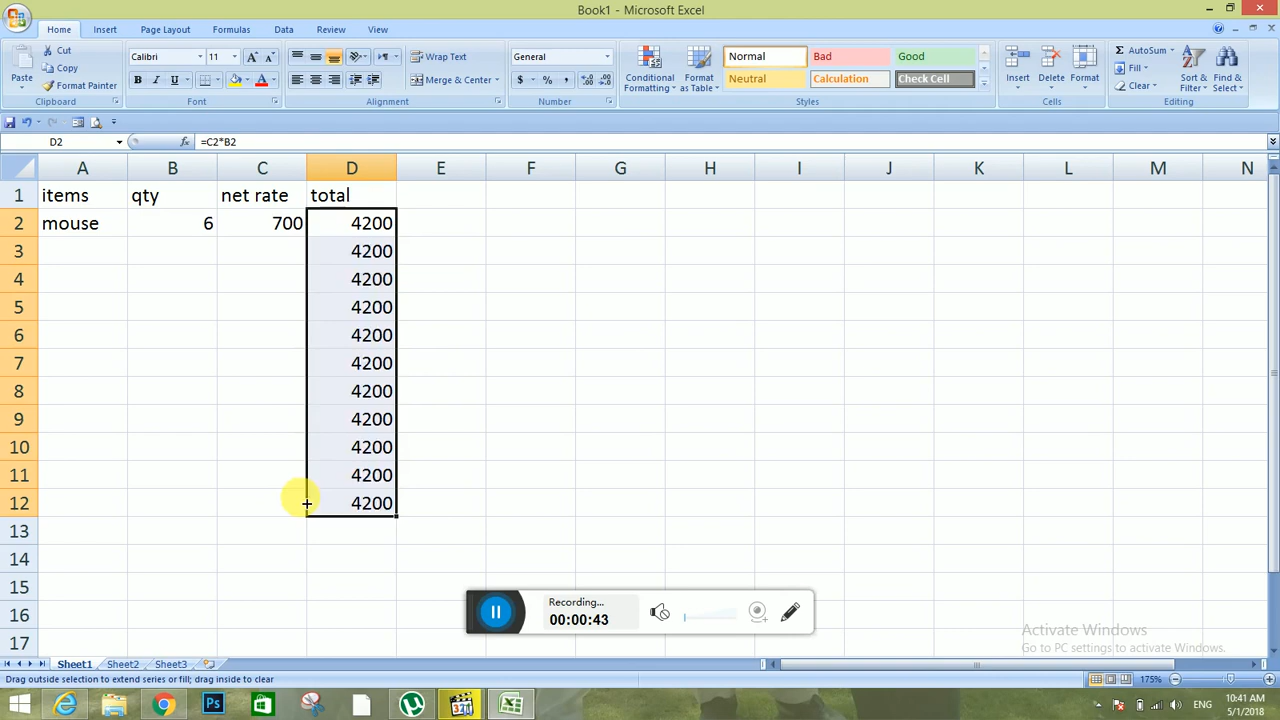 Book1 - Microsoft Excel
Home Insert Page Layout Formulas Data Review View
Paste
Cut
Copy
Format Painter
Clipboard
Calibri 11
B I U
Font
Wrap Text
Merge & Center
Alignment
General
$ % ,
Number
Conditional Formatting
Format as Table
Normal Bad Good
Neutral Calculation Check Cell
Styles
Insert Delete Format
Cells
AutoSum
Fill
Clear
Sort & Filter
Find & Select
Editing
D2 fx =C2*B2
A B C D E F G H I J K L M N
1 items qty net rate total
2 mouse 6 700 4200
3 4200
4 4200
5 4200
6 4200
7 4200
8 4200
9 4200
10 4200
11 4200
12 4200
13
14
15
16
17
Recording...
00:00:43
Activate Windows
Go to PC settings to activate Windows.
Sheet1 Sheet2 Sheet3
Drag outside selection to extend series or fill; drag inside to clear
175%
Ps
321
ENG
10:41 AM
5/1/2018